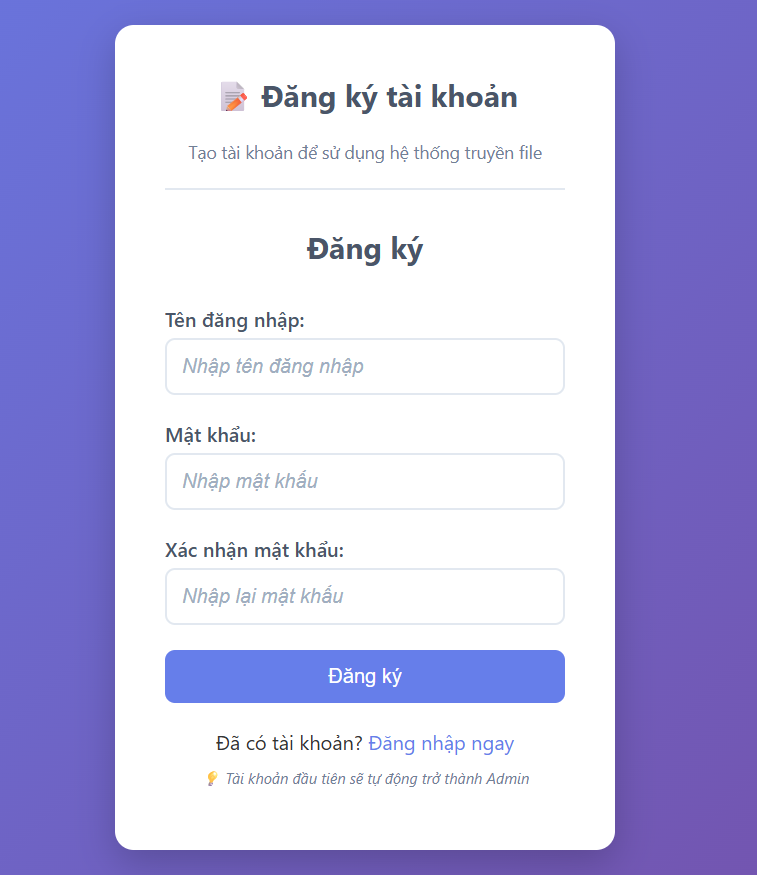 Đăng ký tài khoản
Tạo tài khoản để sử dụng hệ thống truyền file
Đăng ký
Tên đăng nhập:
Nhập tên đăng nhập
Mật khẩu:
Nhập mật khẩu
Xác nhận mật khẩu:
Nhập lại mật khẩu
Đăng ký
Đã có tài khoản? Đăng nhập ngay
Tài khoản đầu tiên sẽ tự động trở thành Admin